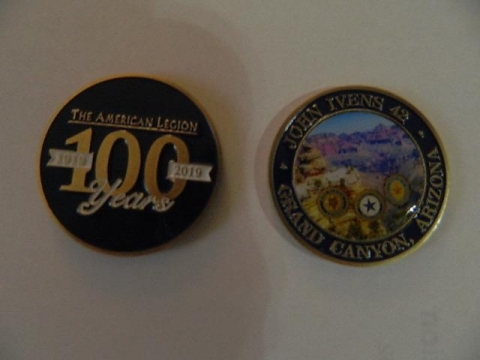 THE AMERICAN LEGION
100
1919
2019
Years
JOHN IVENS 42
GRAND CANYON, ARIZONA